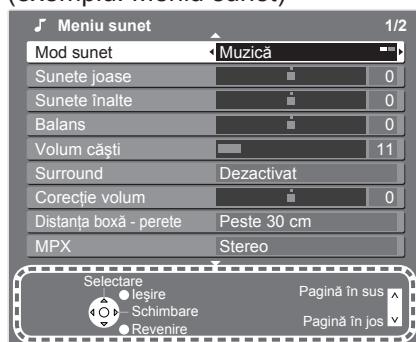 (exemplu: Meniu sunet)
Meniu sunet 1/2
Mod sunet Muzică
Sunete joase 0
Sunete înalte 0
Balans 0
Volum căşti 11
Surround Dezactivat
Corecţie volum 0
Distanţa boxă - perete Peste 30 cm
MPX Stereo
Selectare
Ieşire
Schimbare
Revenire
Pagină în sus
Pagină în jos